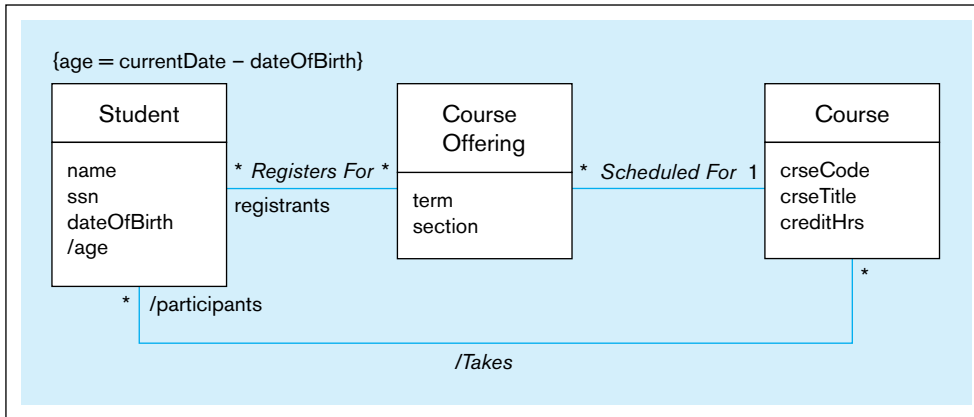 {age = currentDate – dateOfBirth}
Student
name
ssn
dateOfBirth
/age
* Registers For *
registrants
Course
Offering
term
section
* Scheduled For 1
Course
crseCode
crseTitle
creditHrs
* /participants
*
/Takes